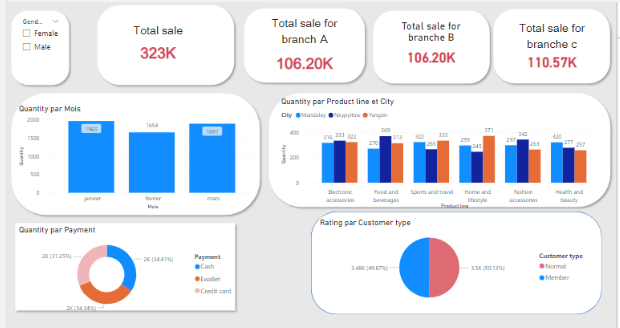 Gend...
Female
Male
Total sale
323K
Total sale for
branch A
106.20K
Total sale for
branche B
106.20K
Total sale for
branche c
110.57K
Quantity par Mois
Quantity
2000
1500
1000
500
0
1965
1654
1891
janvier
février
mars
Mois
Quantity par Product line et City
City Mandalay Naypyitaw Yangon
Quantity
400
200
0
316 333 322
270 369 313
322 265 333
295 245 371
297 342 263
320 277 257
Electronic
accessories
Food and
beverages
Sports and travel
Home and
lifestyle
Fashion
accessories
Health and
beauty
Product line
Quantity par Payment
2K (31.25%)
2K (34.41%)
2K (34.34%)
Payment
Cash
Ewallet
Credit card
Rating par Customer type
3.48K (49.87%)
3.5K (50.13%)
Customer type
Normal
Member